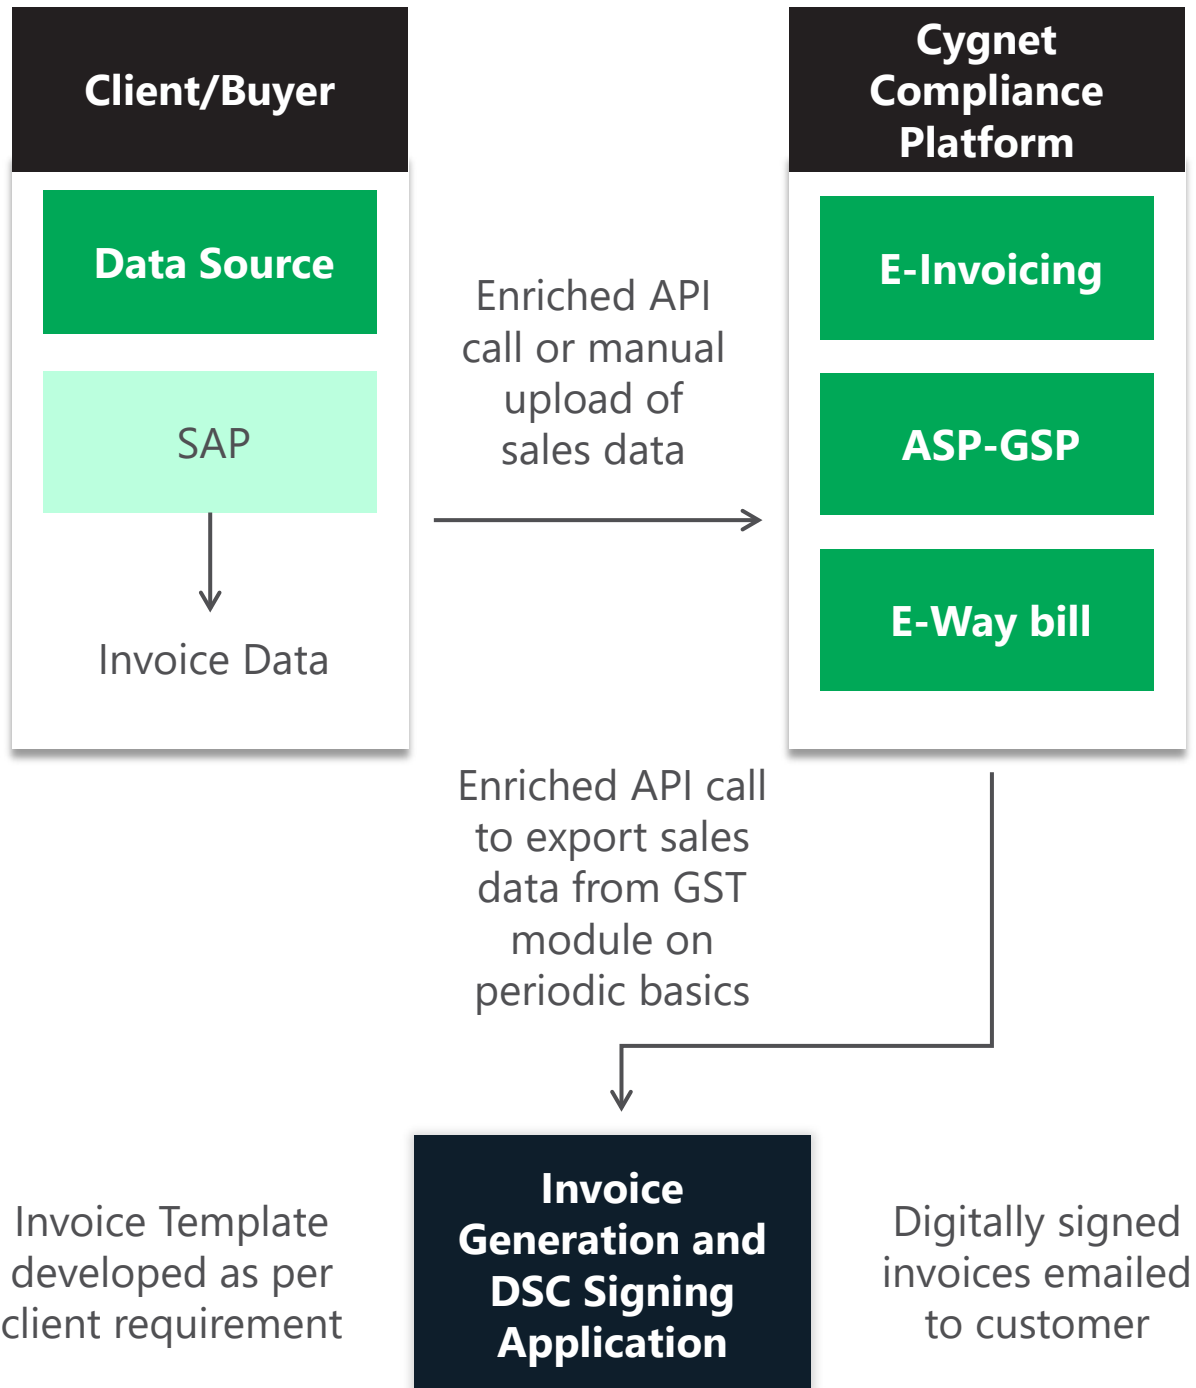 Client/Buyer
Data Source
SAP
Invoice Data
Enriched API
call or manual
upload of
sales data
Cygnet
Compliance
Platform
E-Invoicing
ASP-GSP
E-Way bill
Enriched API call
to export sales
data from GST
module on
periodic basics
Invoice Template
developed as per
client requirement
Invoice
Generation and
DSC Signing
Application
Digitally signed
invoices emailed
to customer